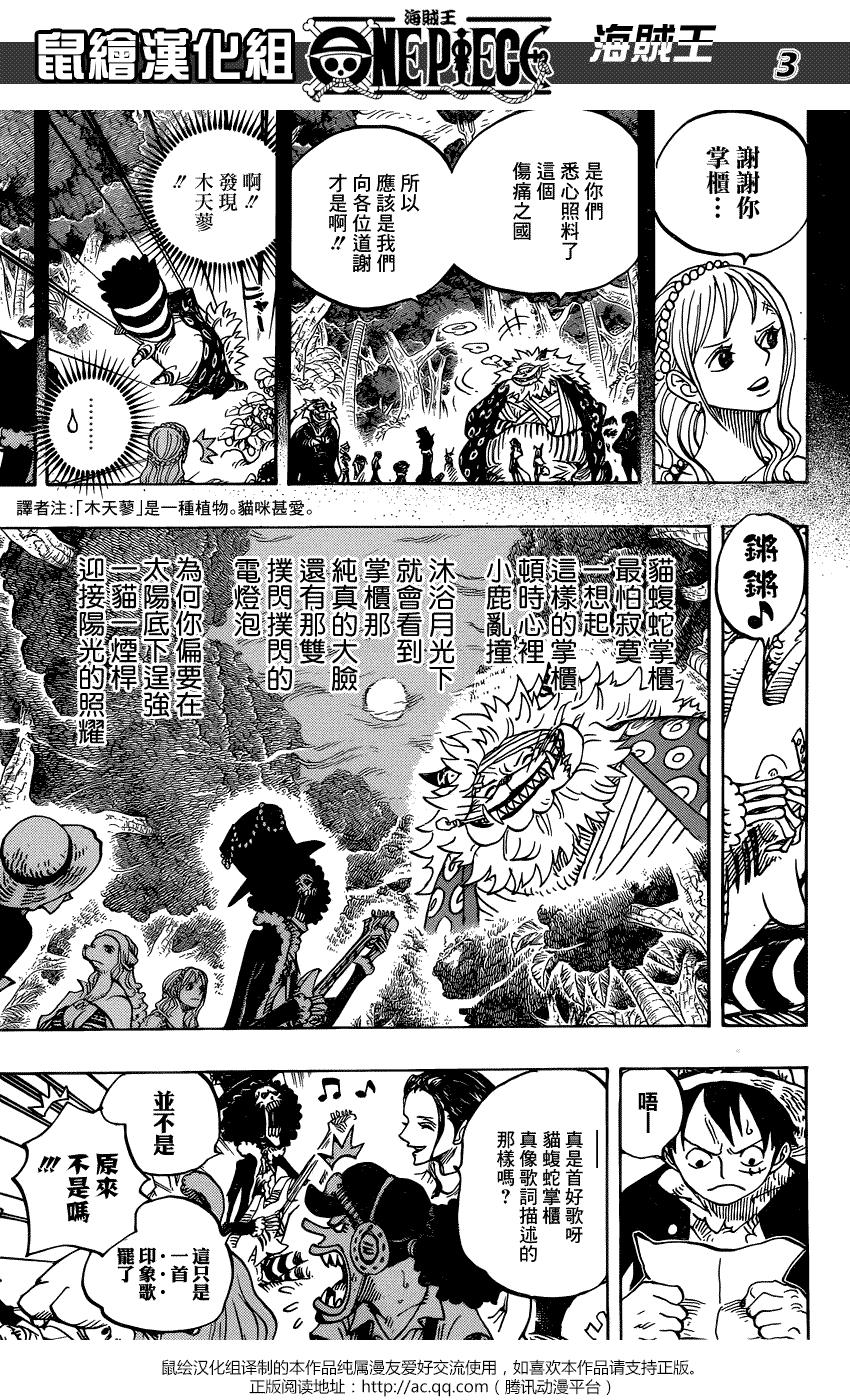 鼠繪漢化組
海賊王
ONE PIECE
海賊王
3
謝謝你
掌櫃…
是你們
悉心照料了
這個
傷痛之國
所以
應該是我們
向各位道謝
才是啊!!
啊!!
發現
木天蓼
!!
……
譯者注:「木天蓼」是一種植物。貓咪甚愛。
鏘
鏘♪
貓蝮蛇掌櫃
最怕寂寞
一想起
這樣的掌櫃
頓時心裡
小鹿亂撞
沐浴月光下
就會看到
掌櫃那
純真的大臉
還有那雙
撲閃撲閃的
電燈泡
為何你偏要在
太陽底下逞強
一貓一煙桿
迎接陽光的照耀
唔—
——
真是首好歌呀
貓蝮蛇掌櫃
真像歌詞描述的
那樣嗎?
並不是
這只是
一首
印象歌
罷了
原來
不是嗎
!!!
鼠绘汉化组译制的本作品纯属漫友爱好交流使用，如喜欢本作品请支持正版。
正版阅读地址：http://ac.qq.com（腾讯动漫平台）